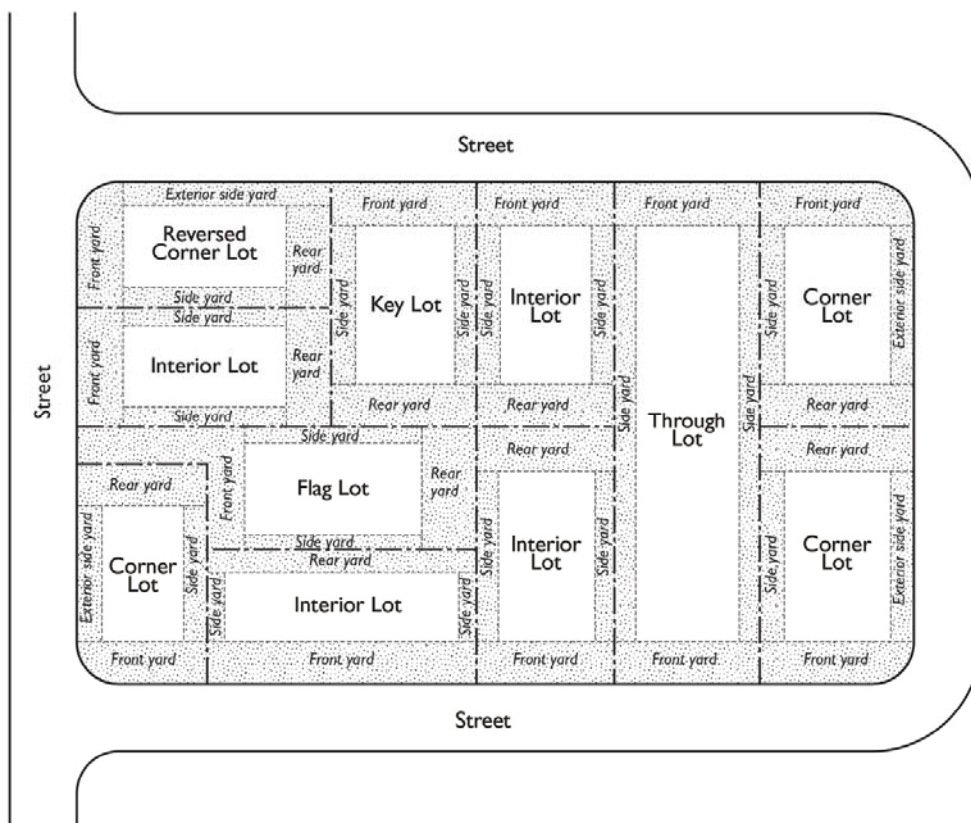 Street
Exterior side yard
Front yard
Front yard
Front yard
Front yard
Front yard
Reversed
Corner Lot
Rear
yard
Side yard
Side yard
Side yard
Key Lot
Side yard
Side yard
Interior
Lot
Side yard
Side yard
Corner
Lot
Exterior side yard
Front yard
Interior Lot
Rear
yard
Side yard
Street
Rear yard
Rear yard
Side yard
Through
Lot
Side yard
Rear yard
Side yard
Rear yard
Rear yard
Rear yard
Front yard
Flag Lot
Rear
yard
Side yard
Rear yard
Exterior side yard
Corner
Lot
Side yard
Side yard
Interior Lot
Side yard
Side yard
Interior
Lot
Side yard
Side yard
Corner
Lot
Exterior side yard
Front yard
Front yard
Front yard
Front yard
Front yard
Street